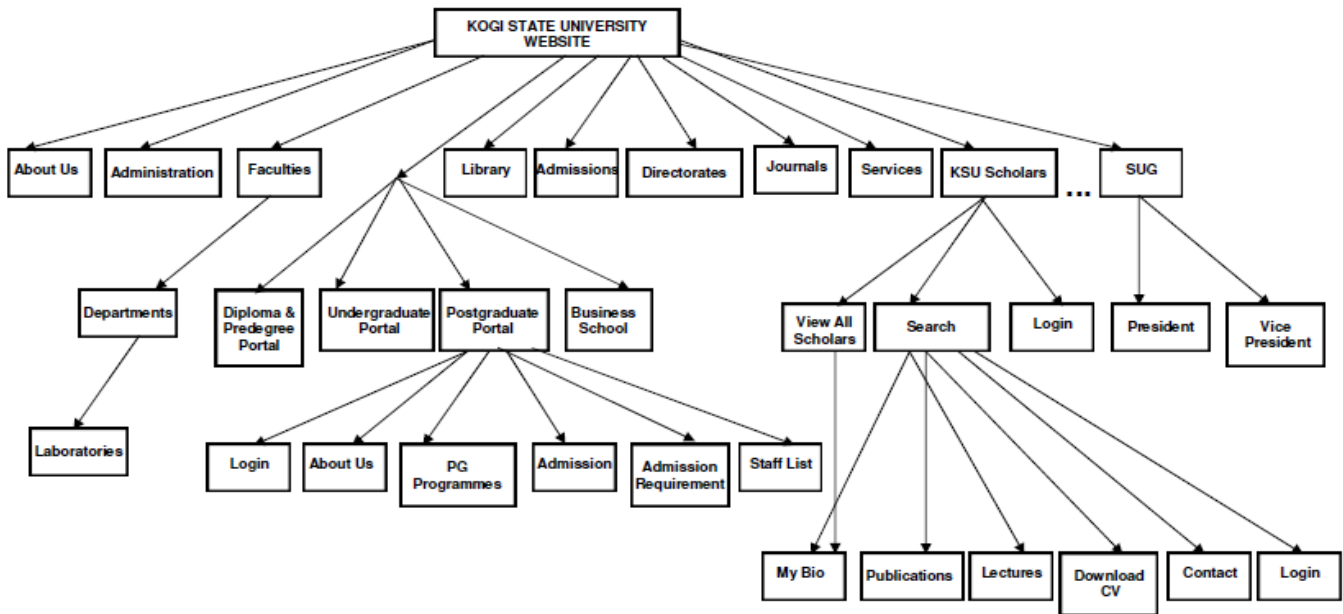 KOGI STATE UNIVERSITY
WEBSITE
About Us
Administration
Faculties
Library
Admissions
Directorates
Journals
Services
KSU Scholars
...
SUG
Departments
Diploma &
Predegree
Portal
Undergraduate
Portal
Postgraduate
Portal
Business
School
View All
Scholars
Search
Login
President
Vice
President
Laboratories
Login
About Us
PG
Programmes
Admission
Admission
Requirement
Staff List
My Bio
Publications
Lectures
Download
CV
Contact
Login